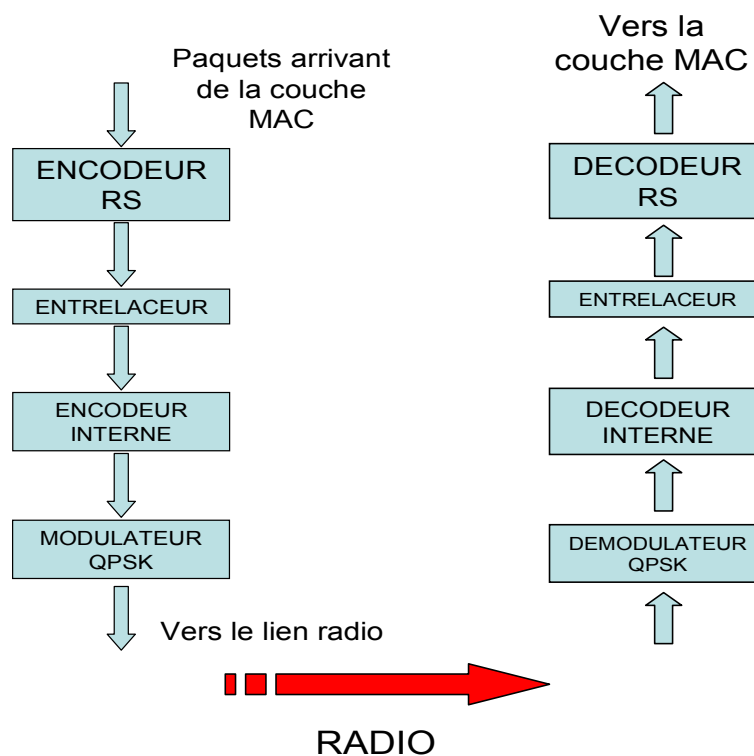 Paquets arrivant
de la couche
MAC
ENCODEUR
RS
ENTRELACEUR
ENCODEUR
INTERNE
MODULATEUR
QPSK
Vers le lien radio
RADIO
Vers la
couche MAC
DECODEUR
RS
ENTRELACEUR
DECODEUR
INTERNE
DEMODULATEUR
QPSK